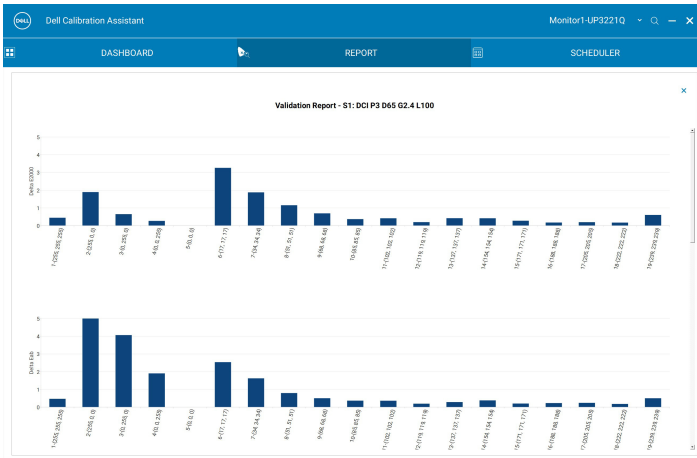 DELL
Dell Calibration Assistant
Monitor1-UP3221Q
DASHBOARD
REPORT
SCHEDULER
Validation Report - S1: DCI P3 D65 G2.4 L100
Delta E2000
5
4
3
2
1
0
1-(255, 255, 255)
2-(255, 0, 0)
3-(0, 255, 0)
4-(0, 0, 255)
5-(0, 0, 0)
6-(17, 17, 17)
7-(34, 34, 34)
8-(51, 51, 51)
9-(68, 68, 68)
10-(85, 85, 85)
11-(102, 102, 102)
12-(119, 119, 119)
13-(137, 137, 137)
14-(154, 154, 154)
15-(171, 171, 171)
16-(188, 188, 188)
17-(205, 205, 205)
18-(222, 222, 222)
19-(239, 239, 239)
Delta Eab
5
4
3
2
1
0
1-(255, 255, 255)
2-(255, 0, 0)
3-(0, 255, 0)
4-(0, 0, 255)
5-(0, 0, 0)
6-(17, 17, 17)
7-(34, 34, 34)
8-(51, 51, 51)
9-(68, 68, 68)
10-(85, 85, 85)
11-(102, 102, 102)
12-(119, 119, 119)
13-(137, 137, 137)
14-(154, 154, 154)
15-(171, 171, 171)
16-(188, 188, 188)
17-(205, 205, 205)
18-(222, 222, 222)
19-(239, 239, 239)